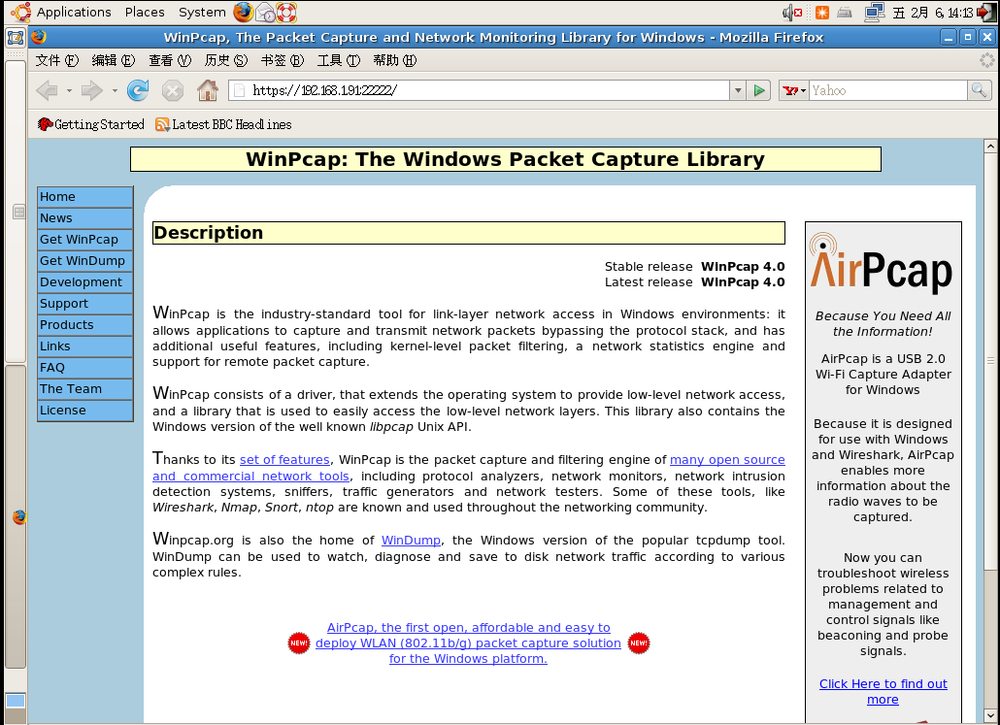 Applications Places System 五 2月 6, 14:13
WinPcap, The Packet Capture and Network Monitoring Library for Windows - Mozilla Firefox
文件 (F) 编辑 (E) 查看 (V) 历史 (S) 书签 (B) 工具 (T) 帮助 (H)
https://192.168.1.91:22222/ Yahoo
Getting Started Latest BBC Headlines
WinPcap: The Windows Packet Capture Library
Home
News
Get WinPcap
Get WinDump
Development
Support
Products
Links
FAQ
The Team
License
Description
Stable release WinPcap 4.0
Latest release WinPcap 4.0
WinPcap is the industry-standard tool for link-layer network access in Windows environments: it
allows applications to capture and transmit network packets bypassing the protocol stack, and has
additional useful features, including kernel-level packet filtering, a network statistics engine and
support for remote packet capture.
WinPcap consists of a driver, that extends the operating system to provide low-level network access,
and a library that is used to easily access the low-level network layers. This library also contains the
Windows version of the well known libpcap Unix API.
Thanks to its set of features, WinPcap is the packet capture and filtering engine of many open source
and commercial network tools, including protocol analyzers, network monitors, network intrusion
detection systems, sniffers, traffic generators and network testers. Some of these tools, like
Wireshark, Nmap, Snort, ntop are known and used throughout the networking community.
Winpcap.org is also the home of WinDump, the Windows version of the popular tcpdump tool.
WinDump can be used to watch, diagnose and save to disk network traffic according to various
complex rules.
AirPcap, the first open, affordable and easy to
NEW! deploy WLAN (802.11b/g) packet capture solution NEW!
for the Windows platform.
AirPcap
Because You Need All
the Information!
AirPcap is a USB 2.0
Wi-Fi Capture Adapter
for Windows
Because it is designed
for use with Windows
and Wireshark, AirPcap
enables more
information about the
radio waves to be
captured.
Now you can
troubleshoot wireless
problems related to
management and
control signals like
beaconing and probe
signals.
Click Here to find out
more